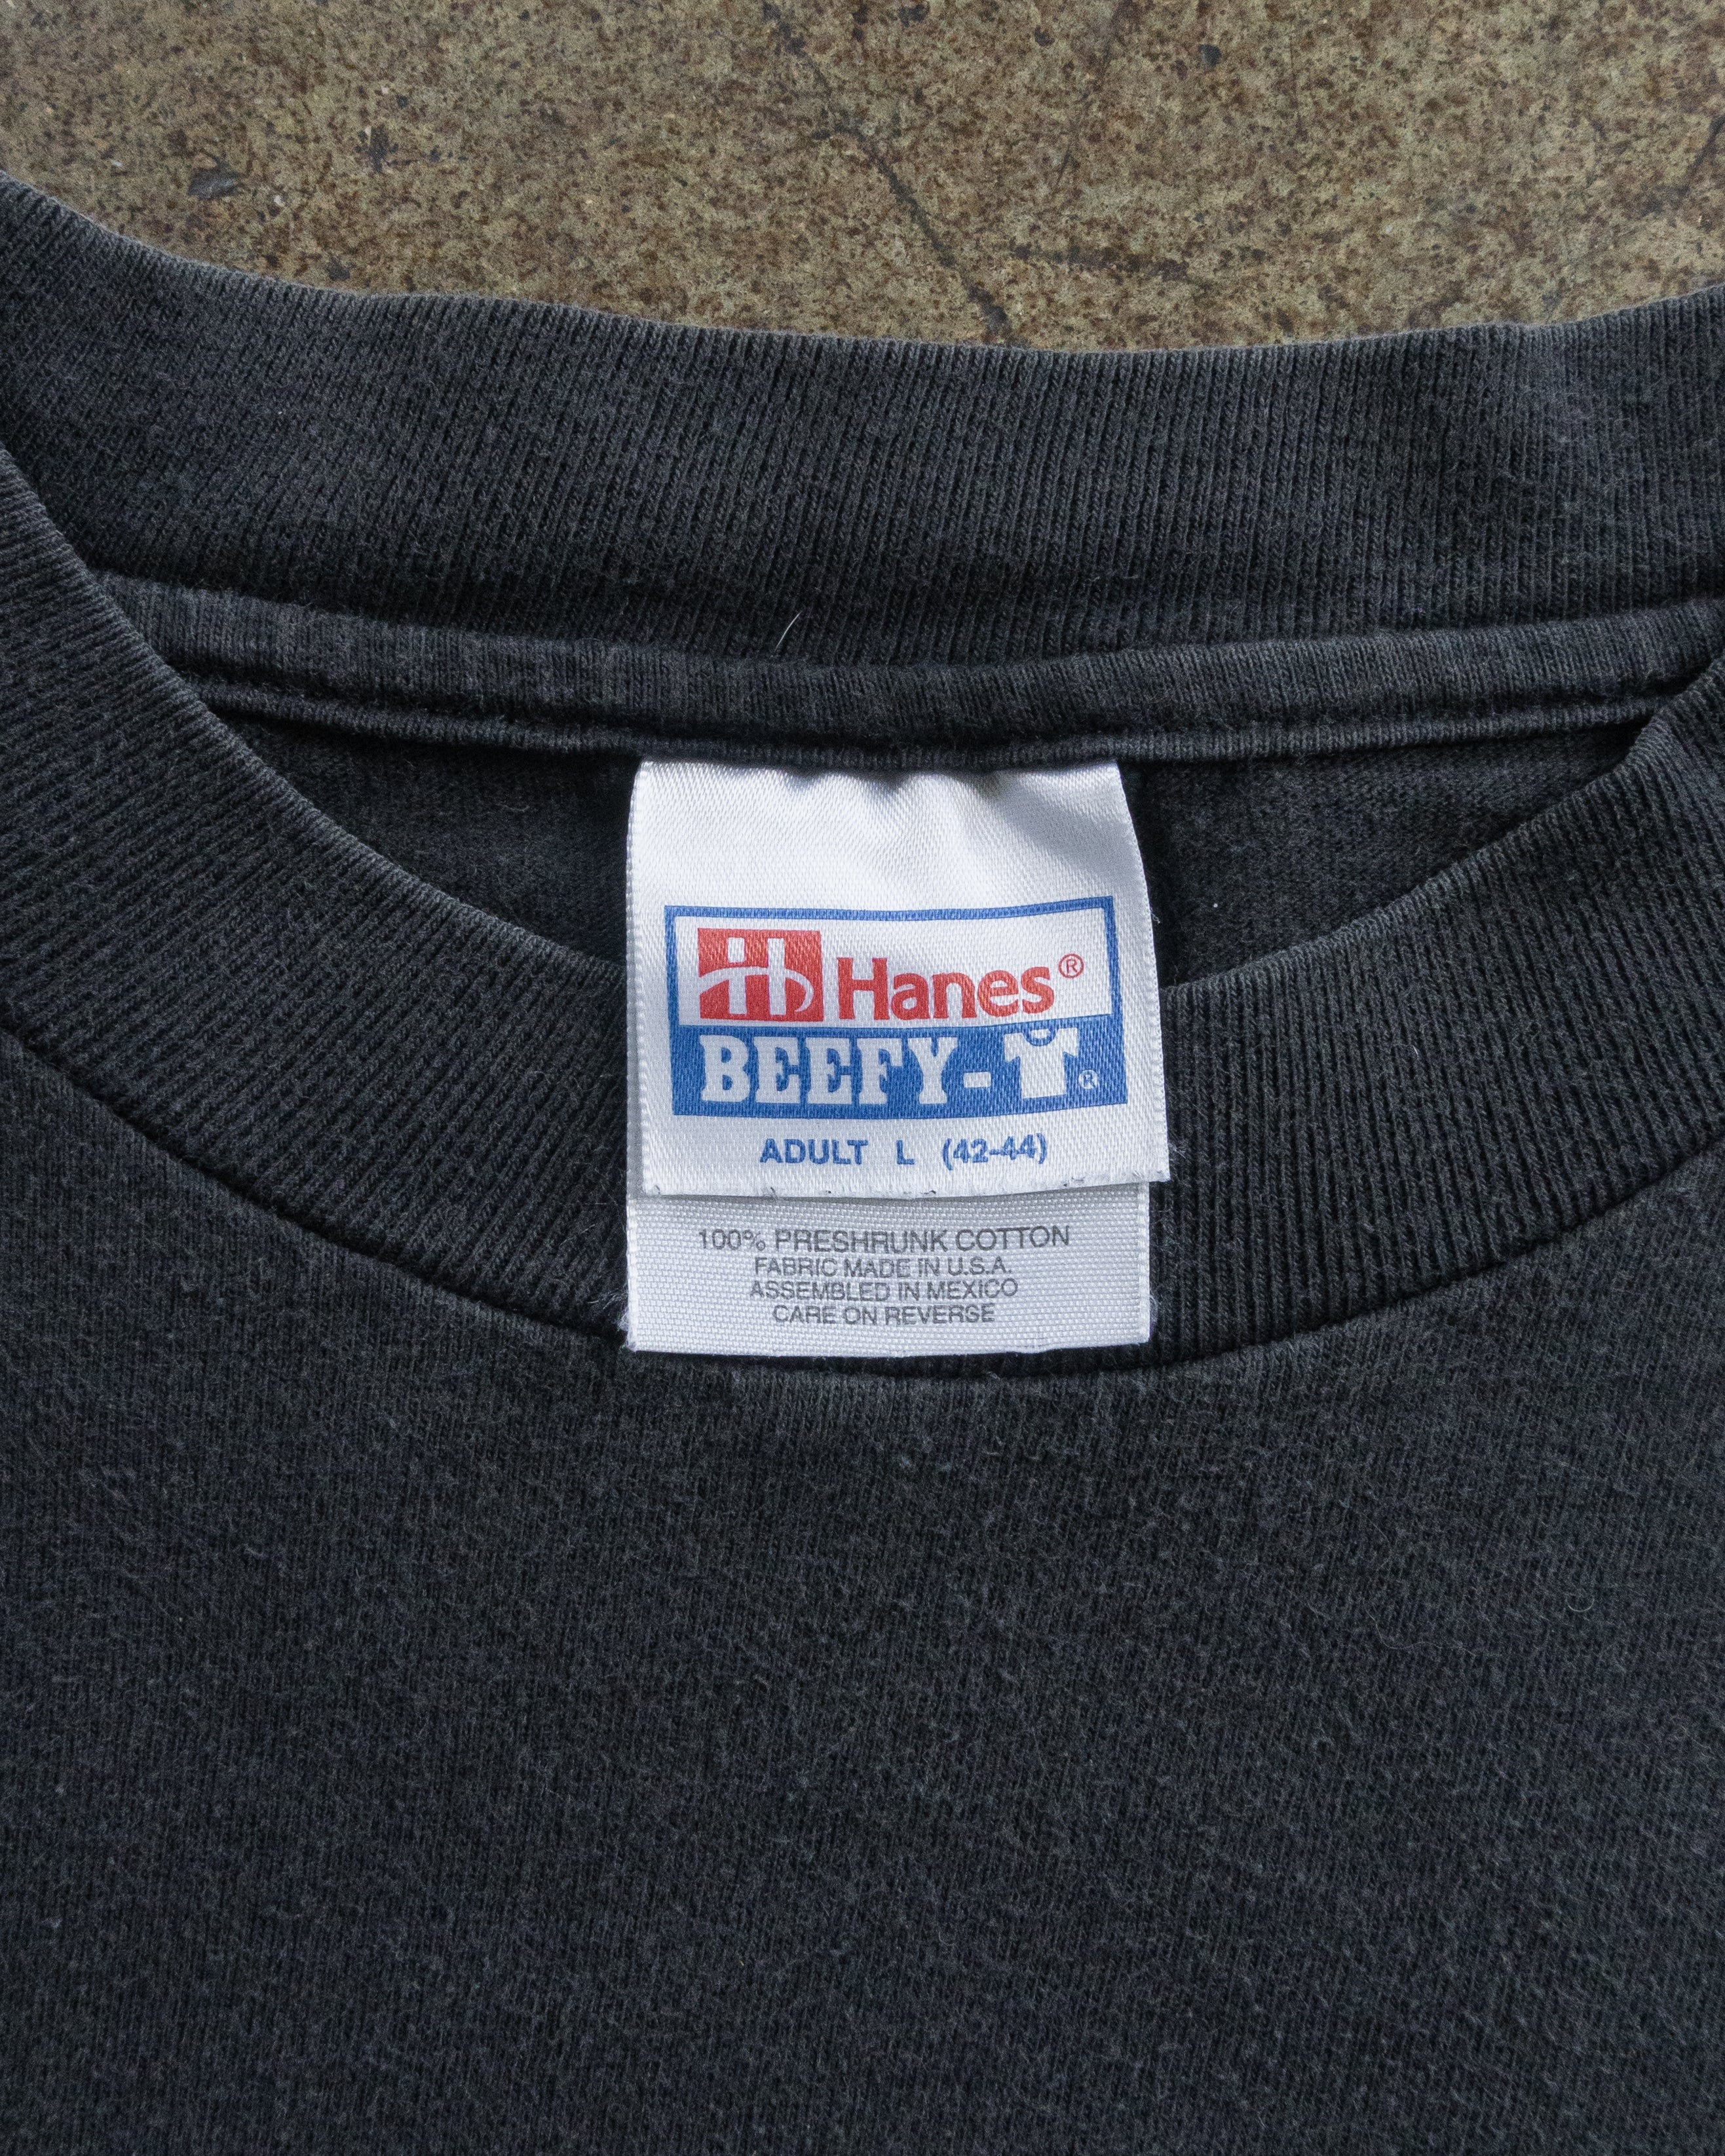 Hanes®
BEEFY-T®
ADULT L (42-44)
100% PRESHRUNK COTTON
FABRIC MADE IN U.S.A.
ASSEMBLED IN MEXICO
CARE ON REVERSE